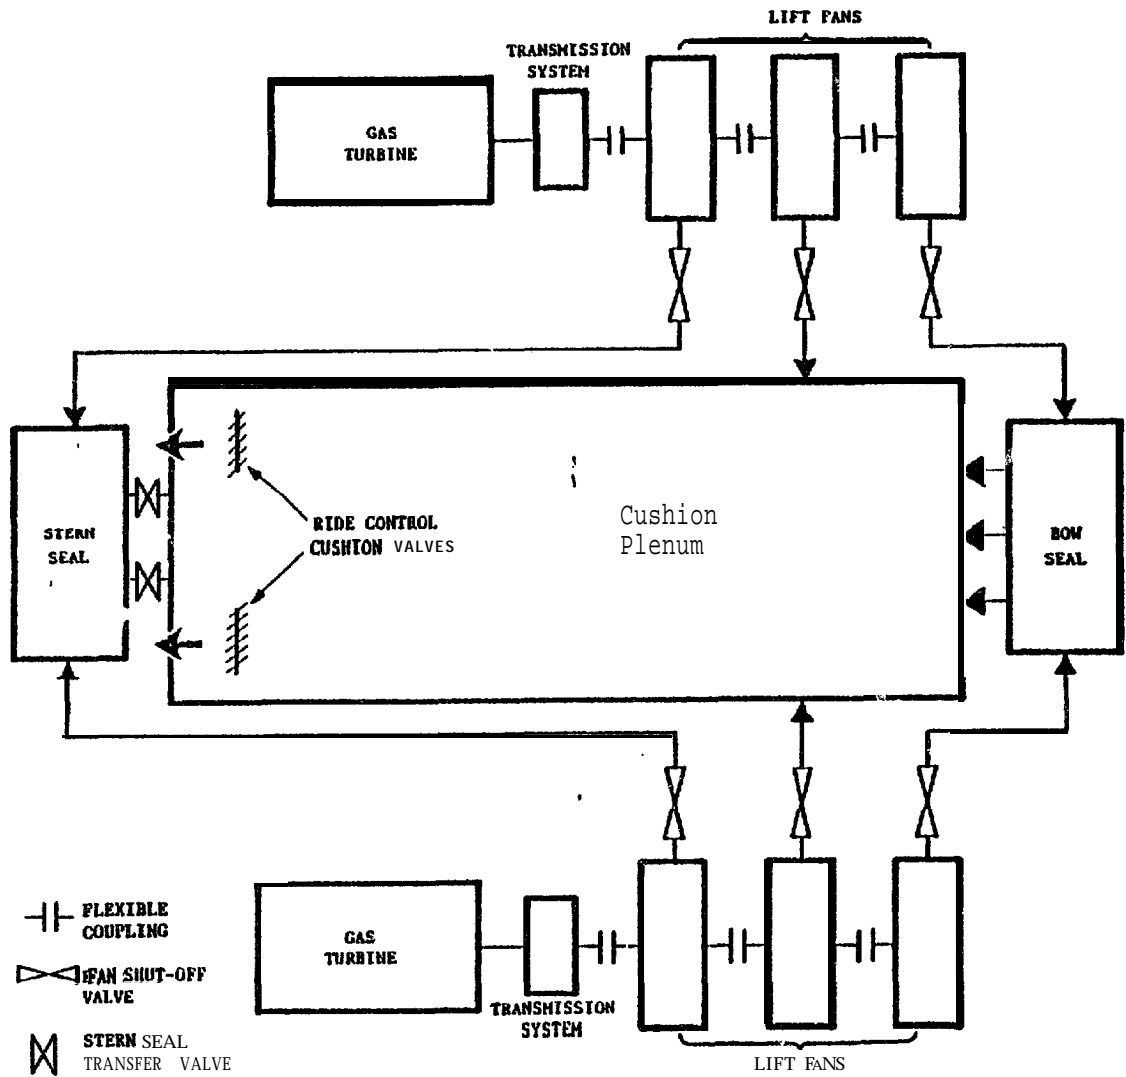 LIFT FANS
TRANSMISSION
SYSTEM
GAS
TURBINE
STERN
SEAL
RIDE CONTROL
CUSHION VALVES
Cushion
Plenum
BOW
SEAL
GAS
TURBINE
TRANSMISSION
SYSTEM
LIFT FANS
FLEXIBLE
COUPLING
FAN SHUT-OFF
VALVE
STERN SEAL
TRANSFER VALVE